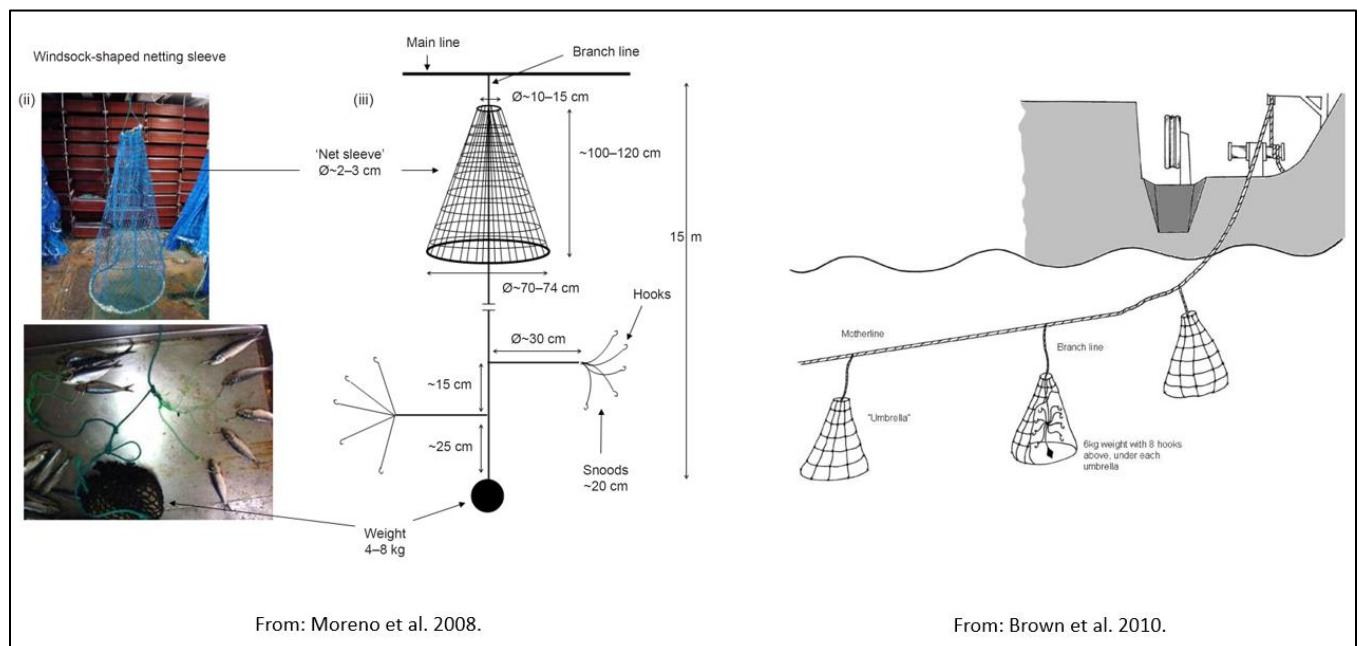 Windsock-shaped netting sleeve
(ii)
(iii)
Main line
Branch line
Ø~10–15 cm
'Net sleeve'
Ø~2–3 cm
~100–120 cm
15 m
Ø~70–74 cm
Hooks
Ø~30 cm
~15 cm
~25 cm
Snoods
~20 cm
Weight
4–8 kg
From: Moreno et al. 2008.
Motherline
Branch line
"Umbrella"
6kg weight with 8 hooks
above, under each
umbrella
From: Brown et al. 2010.